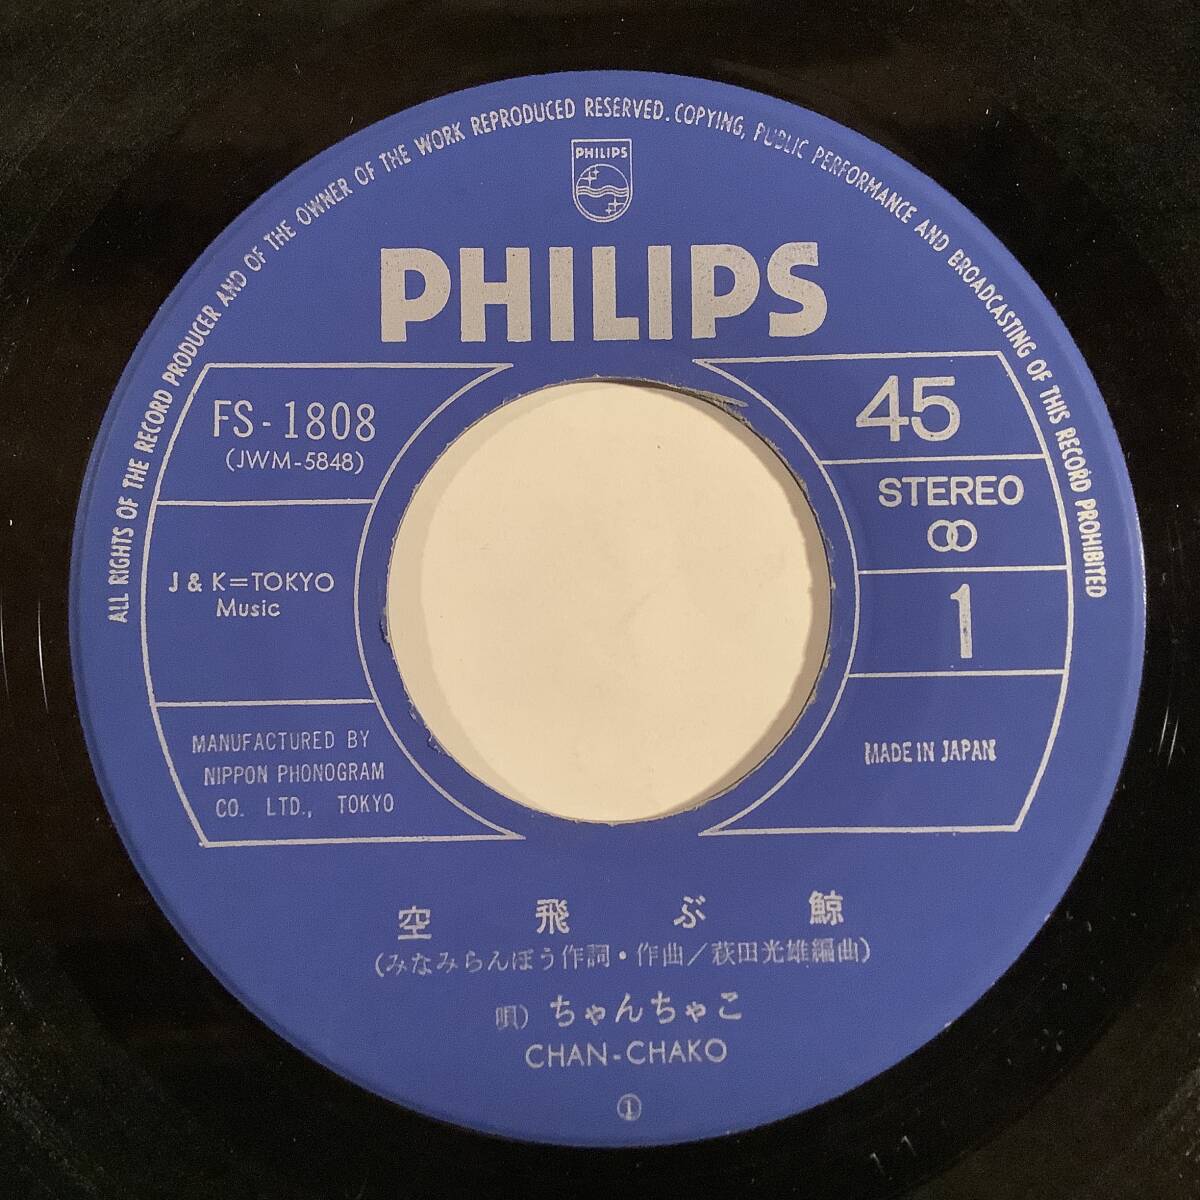 ALL RIGHTS OF THE RECORD PRODUCER AND OF THE OWNER OF THE WORK REPRODUCED RESERVED. COPYING, PUBLIC PERFORMANCE AND BROADCASTING OF THIS RECORD PROHIBITED
PHILIPS
PHILIPS
FS-1808
(JWM-5848)
J & K=TOKYO
Music
MANUFACTURED BY
NIPPON PHONOGRAM
CO. LTD., TOKYO
45
STEREO
1
MADE IN JAPAN
空飛ぶ鯨
(みなみらんぼう作詞・作曲/萩田光雄編曲)
唄) ちゃんちゃこ
CHAN-CHAKO
①